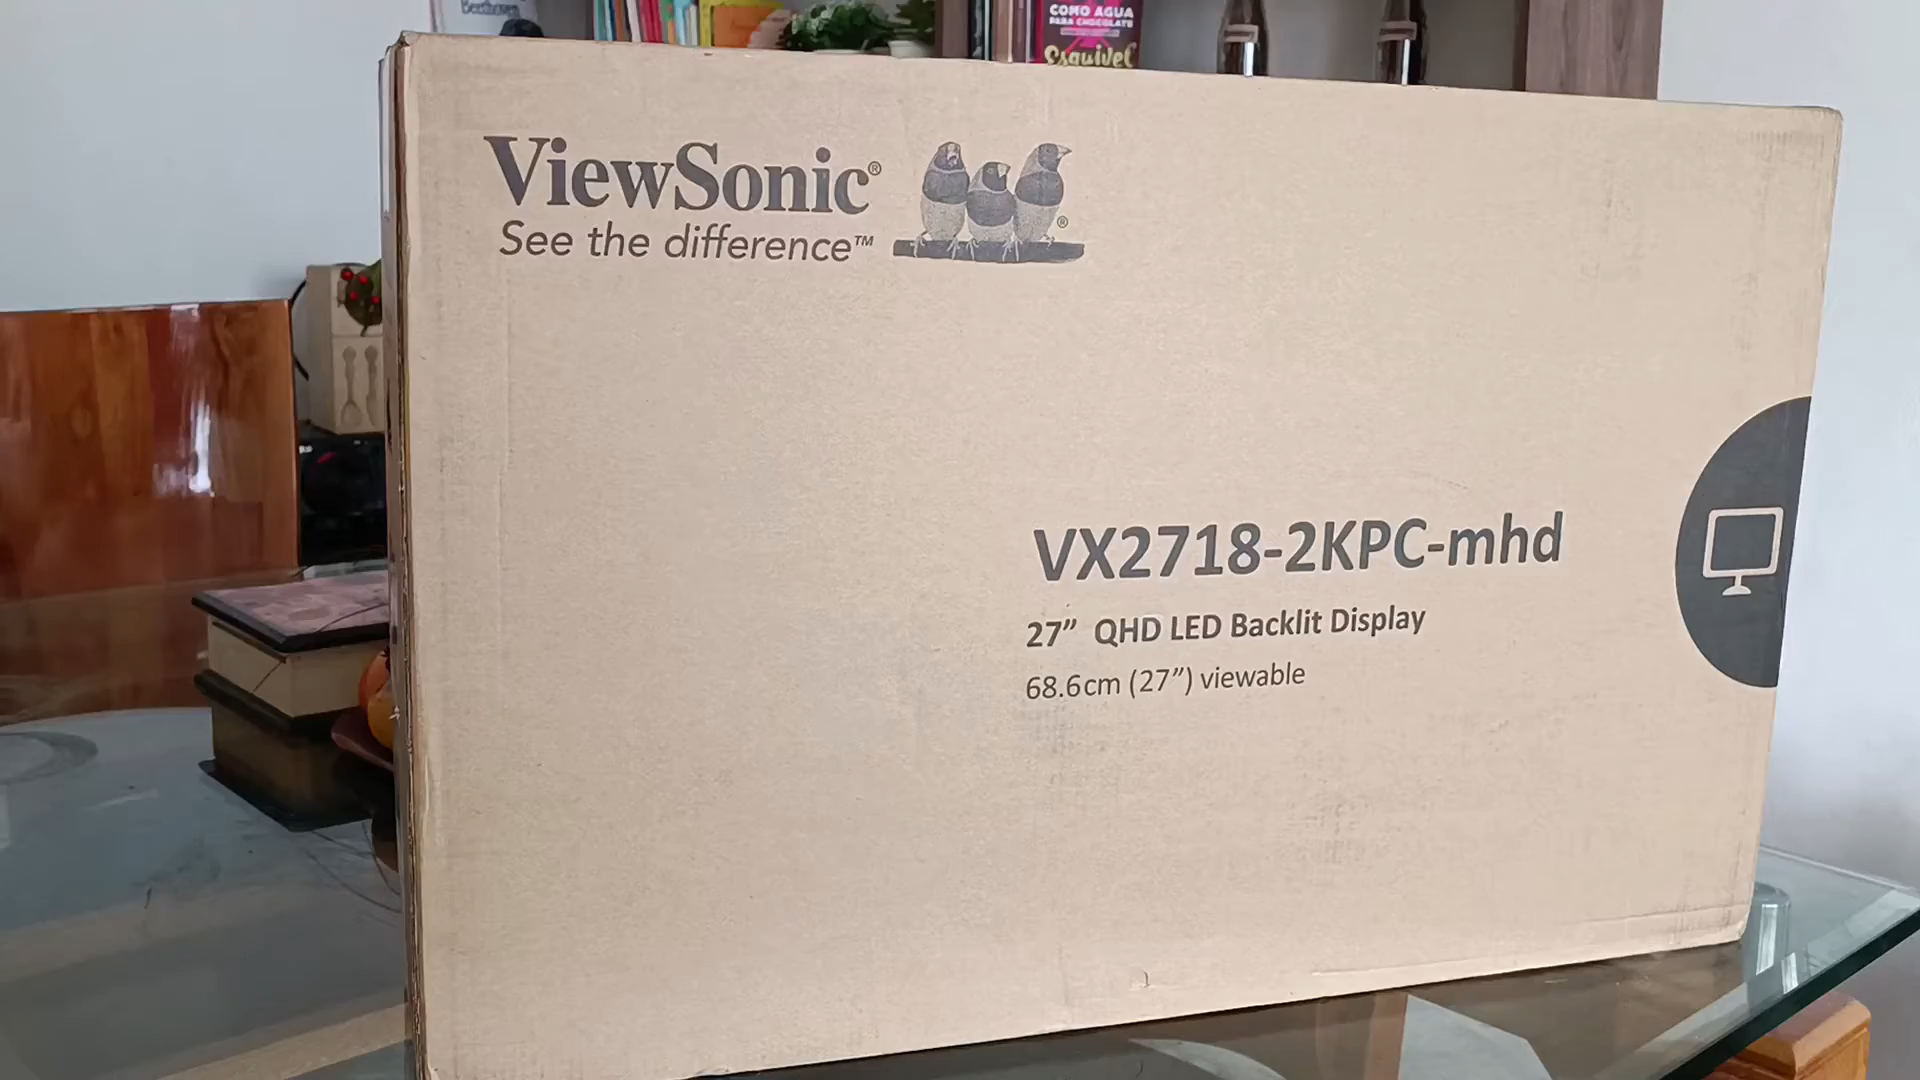 Beethoven
COMO AGUA
PARA CHOCOLATE
Esquivel
ViewSonic®
See the difference™
®
VX2718-2KPC-mhd
27” QHD LED Backlit Display
68.6cm (27”) viewable